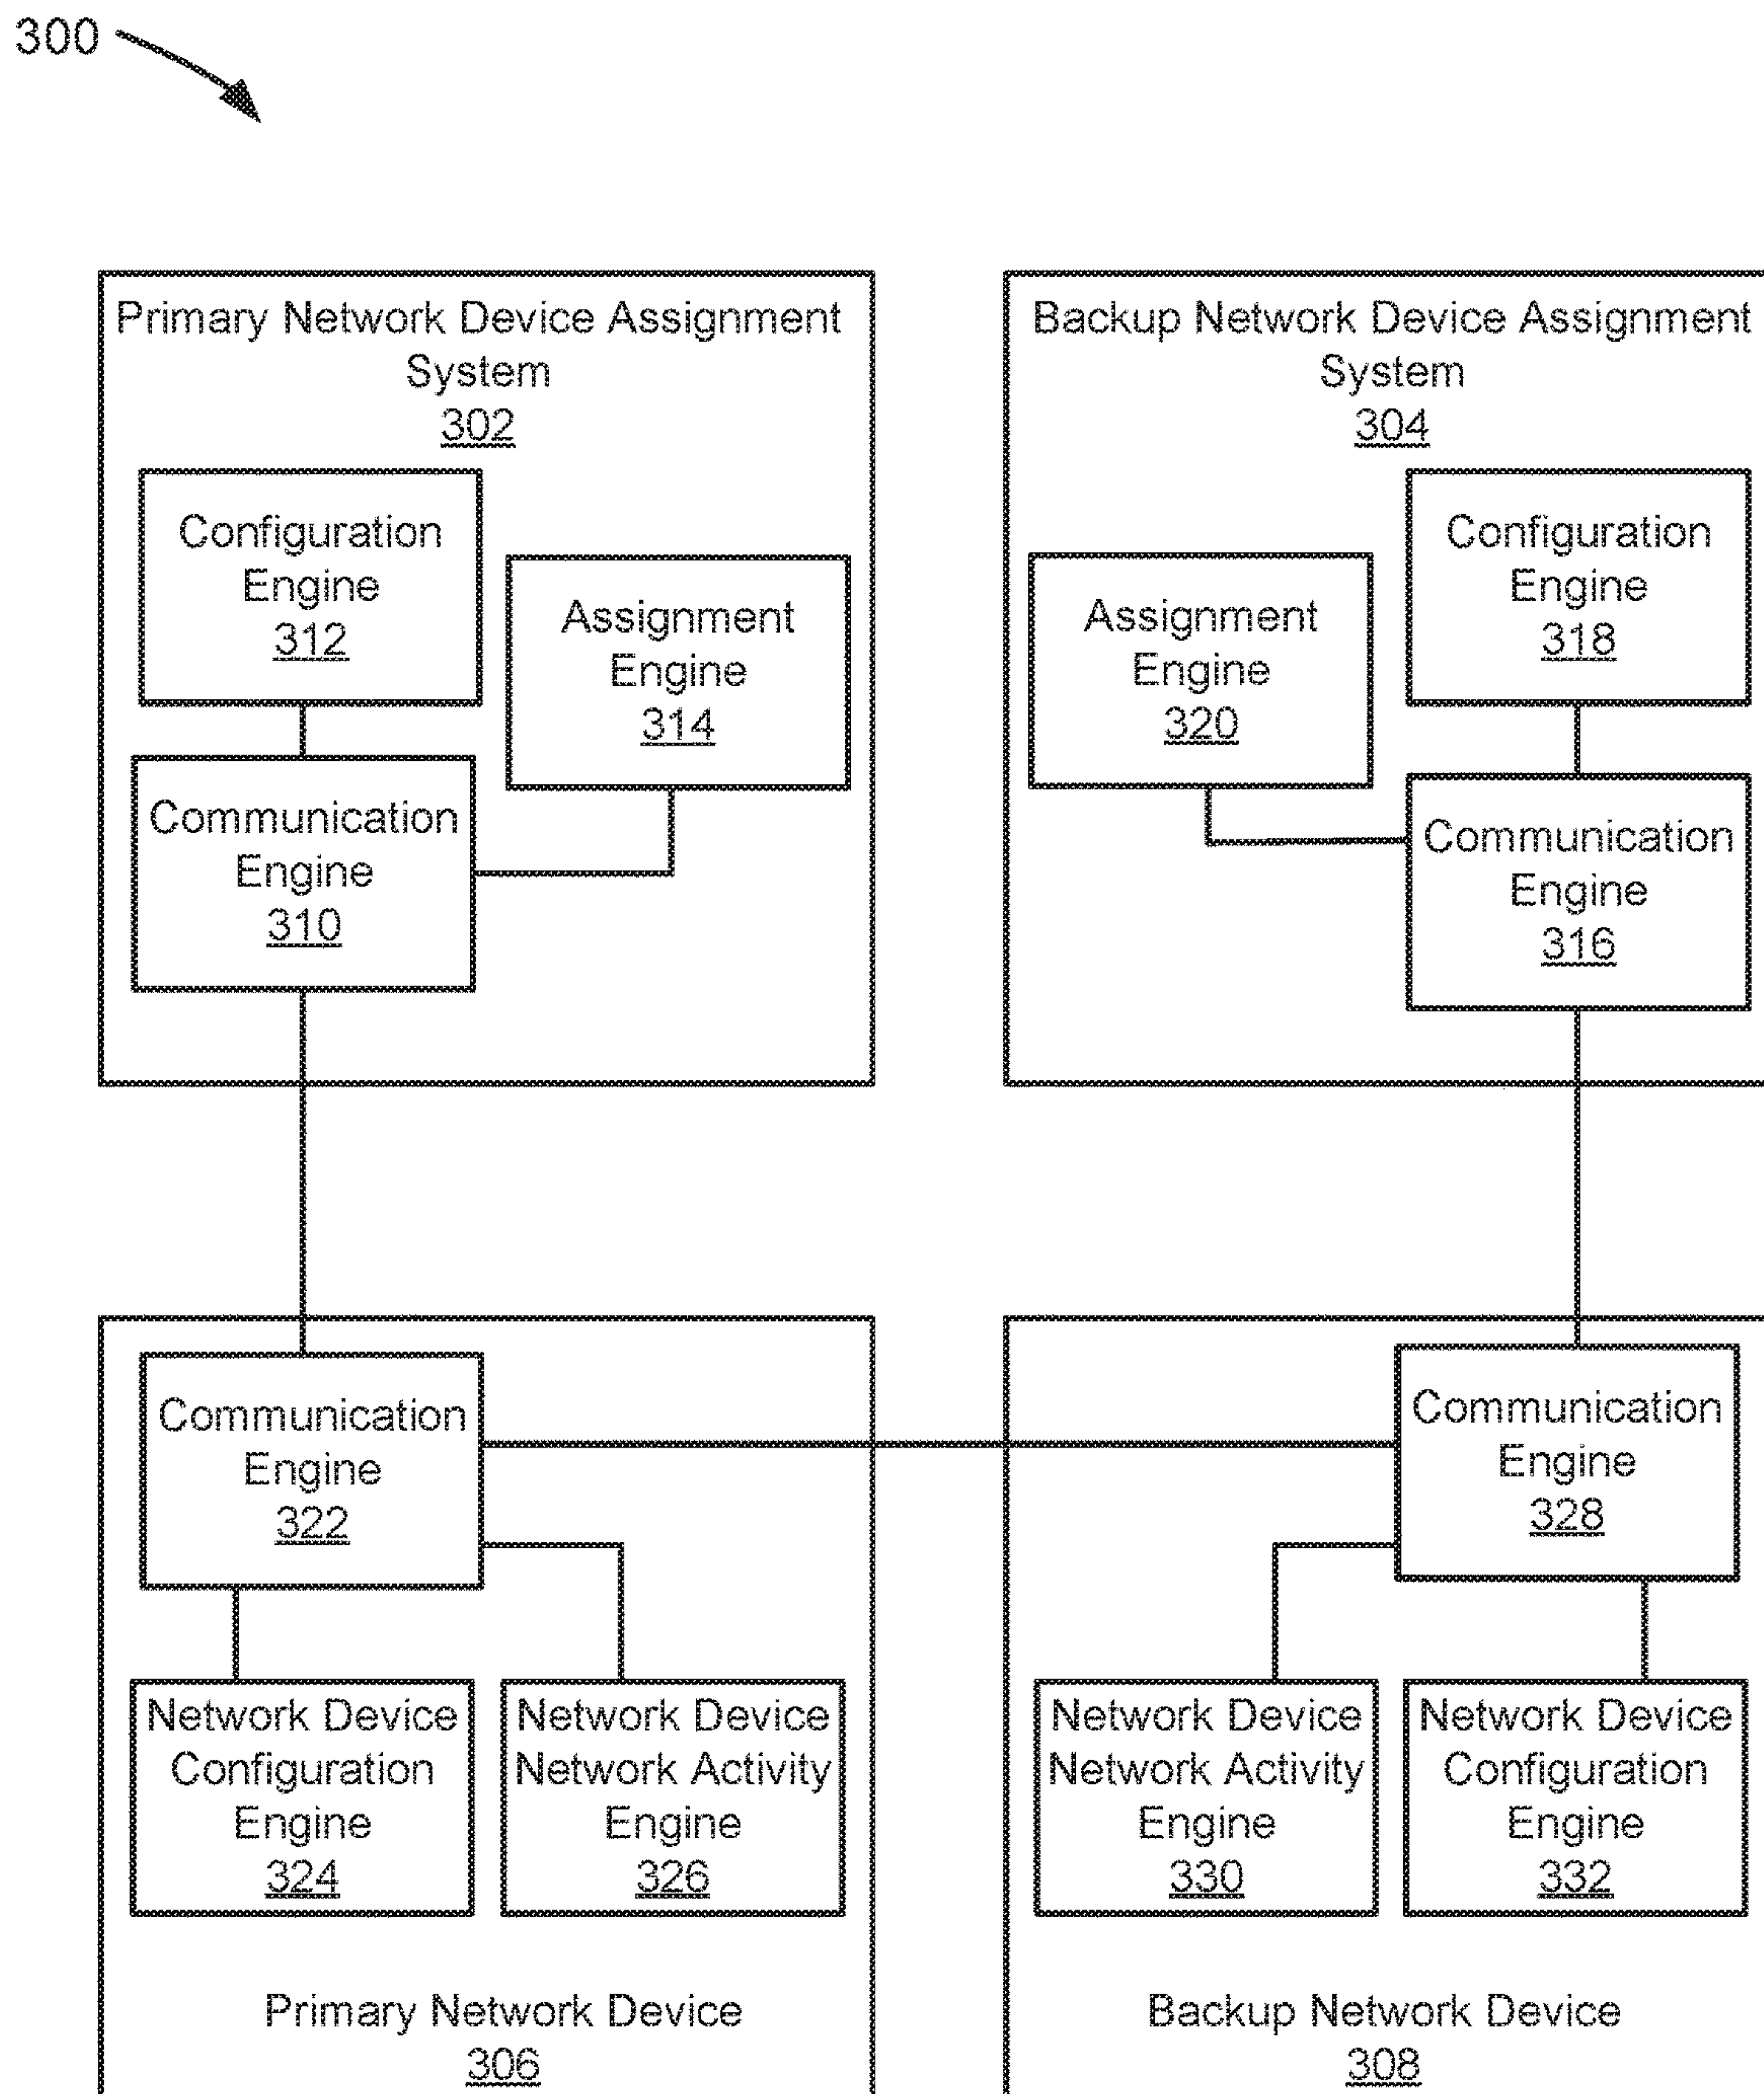 300
Primary Network Device Assignment
System
302
Configuration
Engine
312
Assignment
Engine
314
Communication
Engine
310
Backup Network Device Assignment
System
304
Configuration
Engine
318
Assignment
Engine
320
Communication
Engine
316
Communication
Engine
322
Network Device
Configuration
Engine
324
Network Device
Network Activity
Engine
326
Primary Network Device
306
Communication
Engine
328
Network Device
Network Activity
Engine
330
Network Device
Configuration
Engine
332
Backup Network Device
308